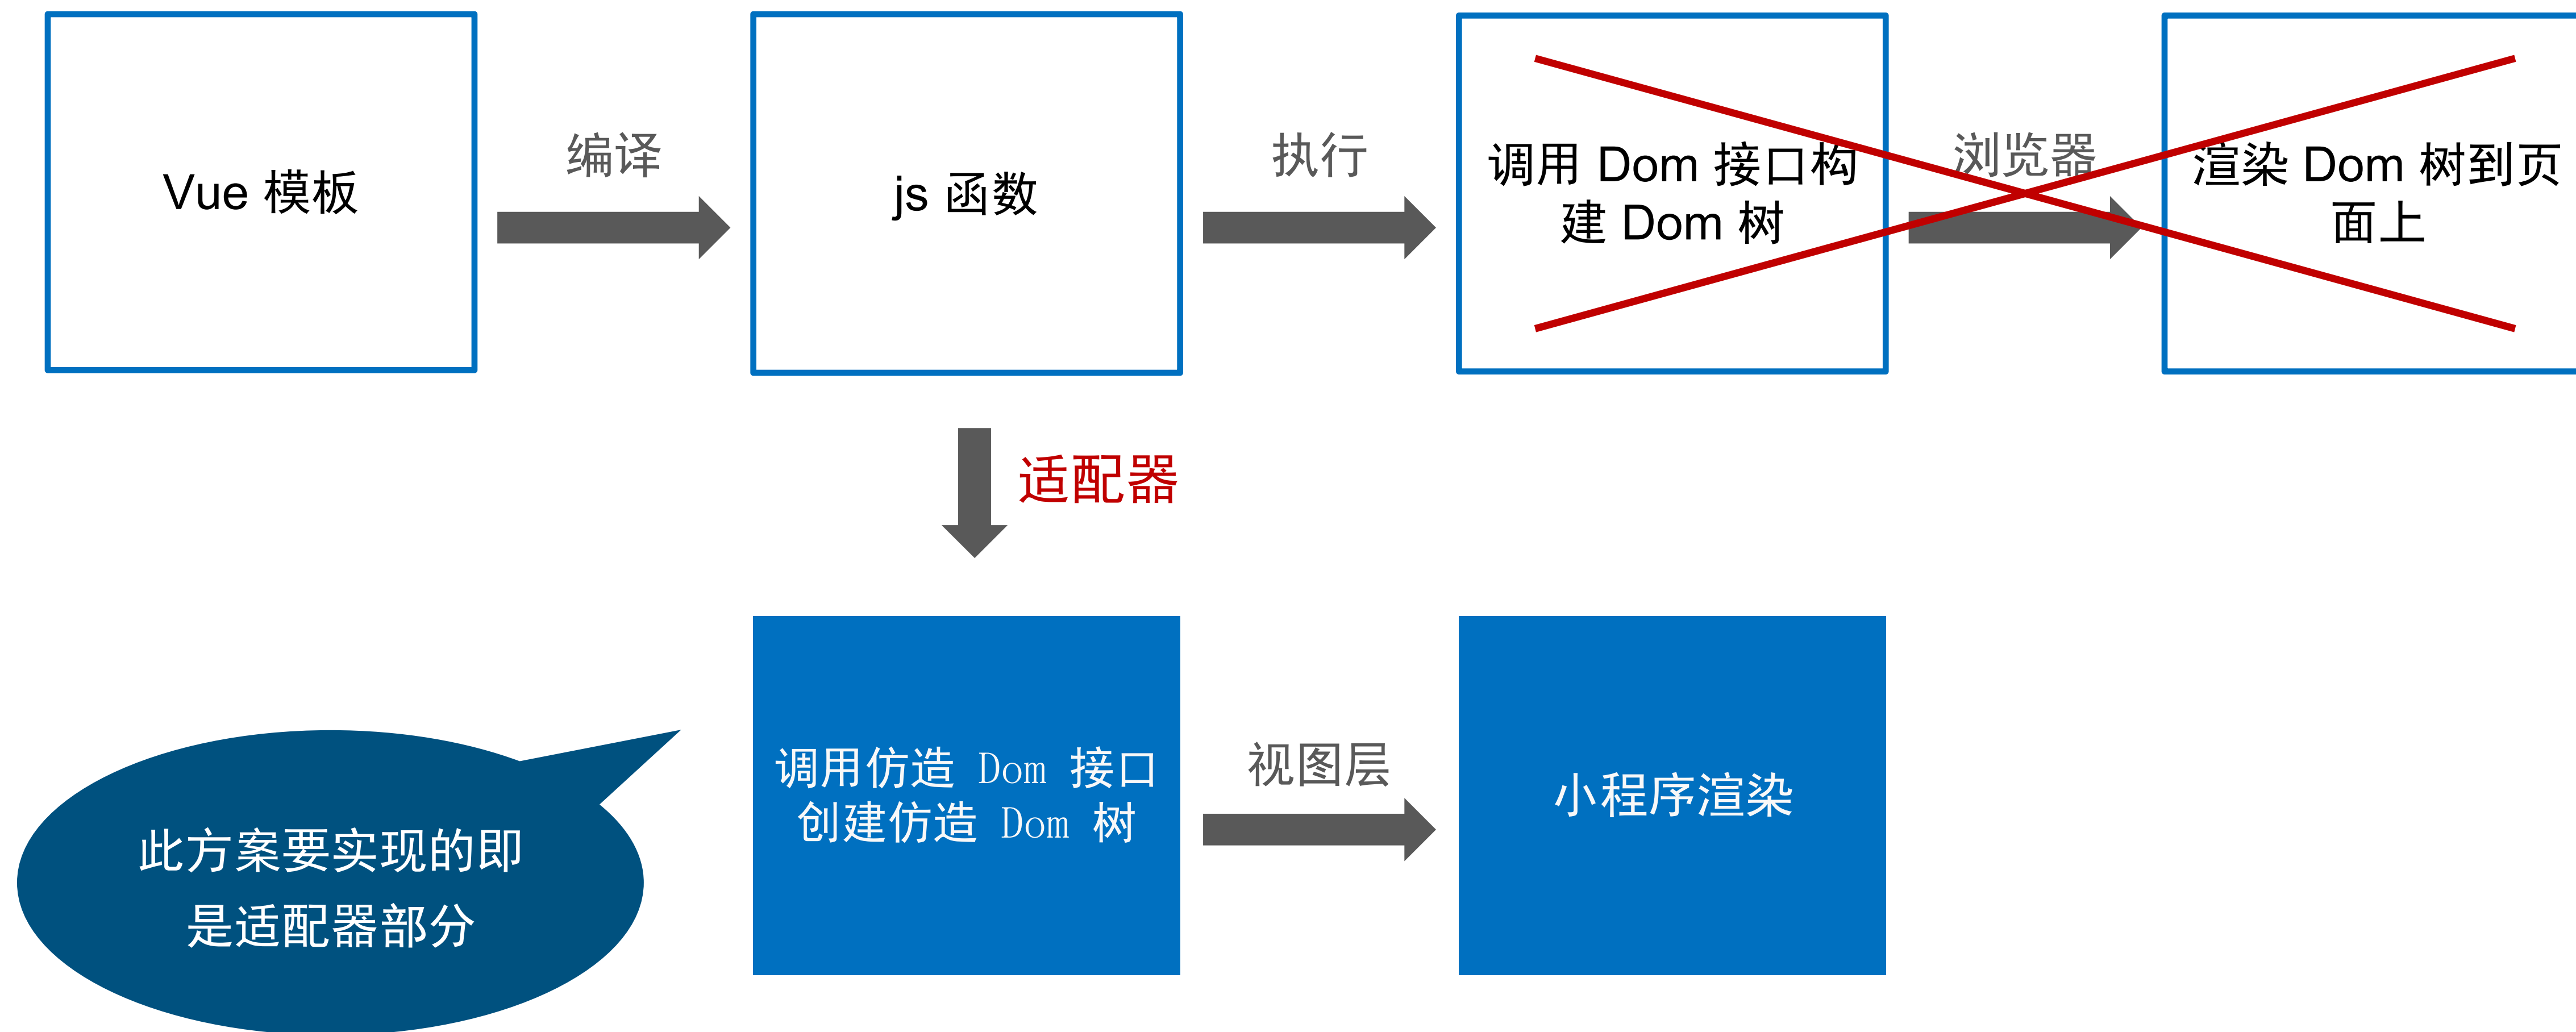 Vue 模板
编译
js 函数
执行
调用 Dom 接口构
建 Dom 树
浏览器
渲染 Dom 树到页
面上
适配器
此方案要实现的即
是适配器部分
调用仿造 Dom 接口
创建仿造 Dom 树
视图层
小程序渲染